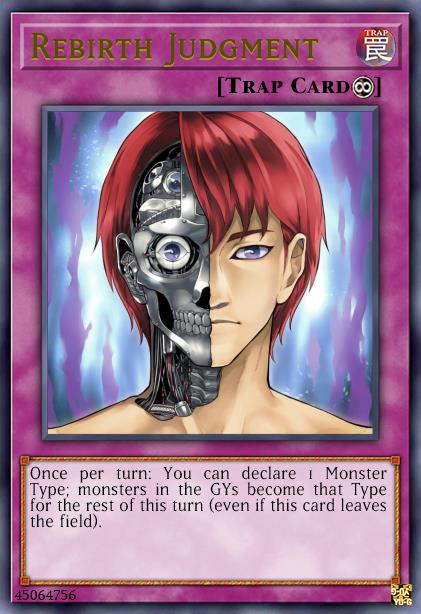 Rebirth Judgment
TRAP
罠
[Trap Card♾]
Once per turn: You can declare 1 Monster
Type; monsters in the GYs become that Type
for the rest of this turn (even if this card leaves
the field).
45064756